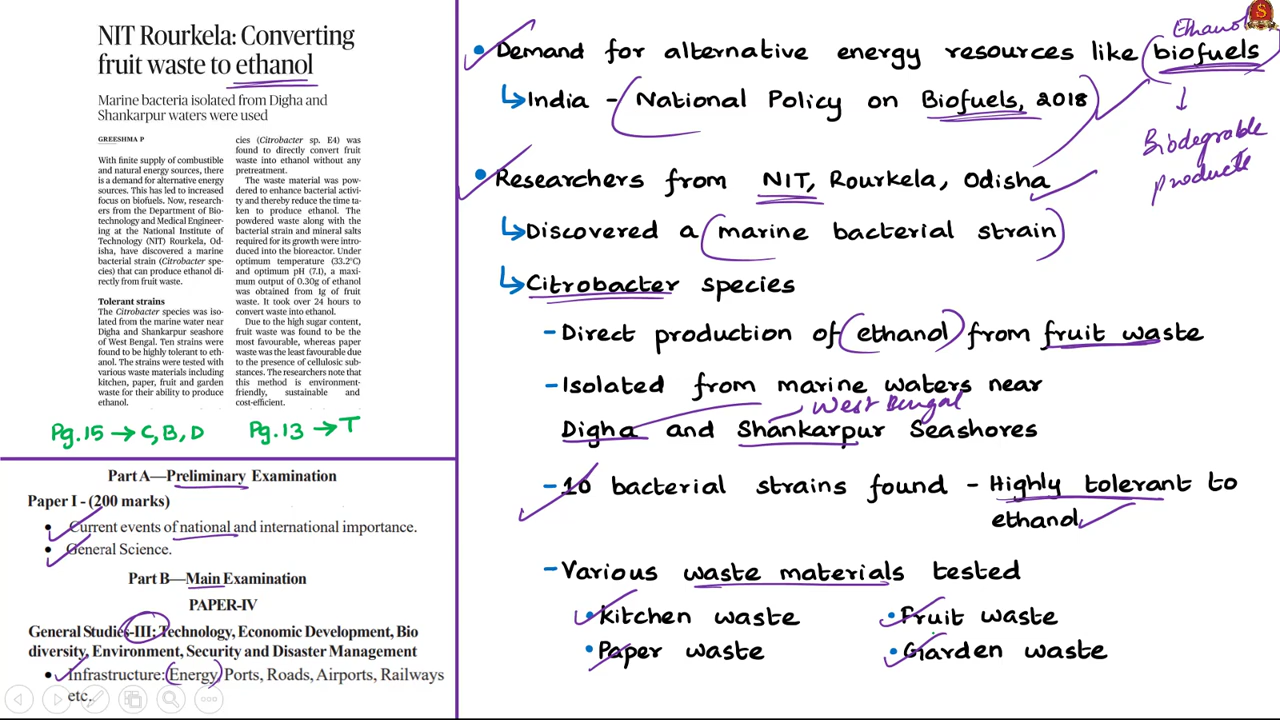 NIT Rourkela: Converting
fruit waste to ethanol
Marine bacteria isolated from Digha and
Shankarpur waters were used
GREESHMA P
With finite supply of combustible
and natural energy sources, there
is a demand for alternative energy
sources. This has led to increased
focus on biofuels. Now, research-
ers from the Department of Bio-
technology and Medical Engineer-
ing at the National Institute of
Technology (NIT) Rourkela, Od-
isha, have discovered a marine
bacterial strain (Citrobacter spe-
cies) that can produce ethanol di-
rectly from fruit waste.
Tolerant strains
The Citrobacter species was iso-
lated from the marine water near
Digha and Shankarpur seashore
of West Bengal. Ten strains were
found to be highly tolerant to eth-
anol. The strains were tested with
various waste materials including
kitchen, paper, fruit and garden
waste for their ability to produce
ethanol.
cies (Citrobacter sp. E4) was
found to directly convert fruit
waste into ethanol without any
pretreatment.
The waste material was pow-
dered to enhance bacterial activi-
ty and thereby reduce the time ta-
ken to produce ethanol. The
powdered waste along with the
bacterial strain and mineral salts
required for its growth were intro-
duced into the bioreactor. Under
optimum temperature (33.2°C)
and optimum pH (7.1), a maxi-
mum output of 0.30g of ethanol
was obtained from 1g of fruit
waste. It took over 24 hours to
convert waste into ethanol.
Due to the high sugar content,
fruit waste was found to be the
most favourable, whereas paper
waste was the least favourable due
to the presence of cellulosic sub-
stances. The researchers note that
this method is environment-
friendly, sustainable and
cost-efficient.
Pg.15 → C, B, D Pg.13 → T
Part A—Preliminary Examination
Paper I - (200 marks)
• Current events of national and international importance.
• General Science.
Part B—Main Examination
PAPER-IV
General Studies-III: Technology, Economic Development, Bio
diversity, Environment, Security and Disaster Management
• Infrastructure: Energy, Ports, Roads, Airports, Railways
etc.
Ethanol
• Demand for alternative energy resources like biofuels
↳ India - National Policy on Biofuels, 2018
Biodegrable
products
• Researchers from NIT, Rourkela, Odisha
↳ Discovered a marine bacterial strain
↳ Citrobacter species
- Direct production of ethanol from fruit waste
- Isolated from marine waters near
West Bengal
Digha and Shankarpur Seashores
- 10 bacterial strains found - Highly tolerant to
ethanol
- Various waste materials tested
• Kitchen waste • Fruit waste
• Paper waste • Garden waste